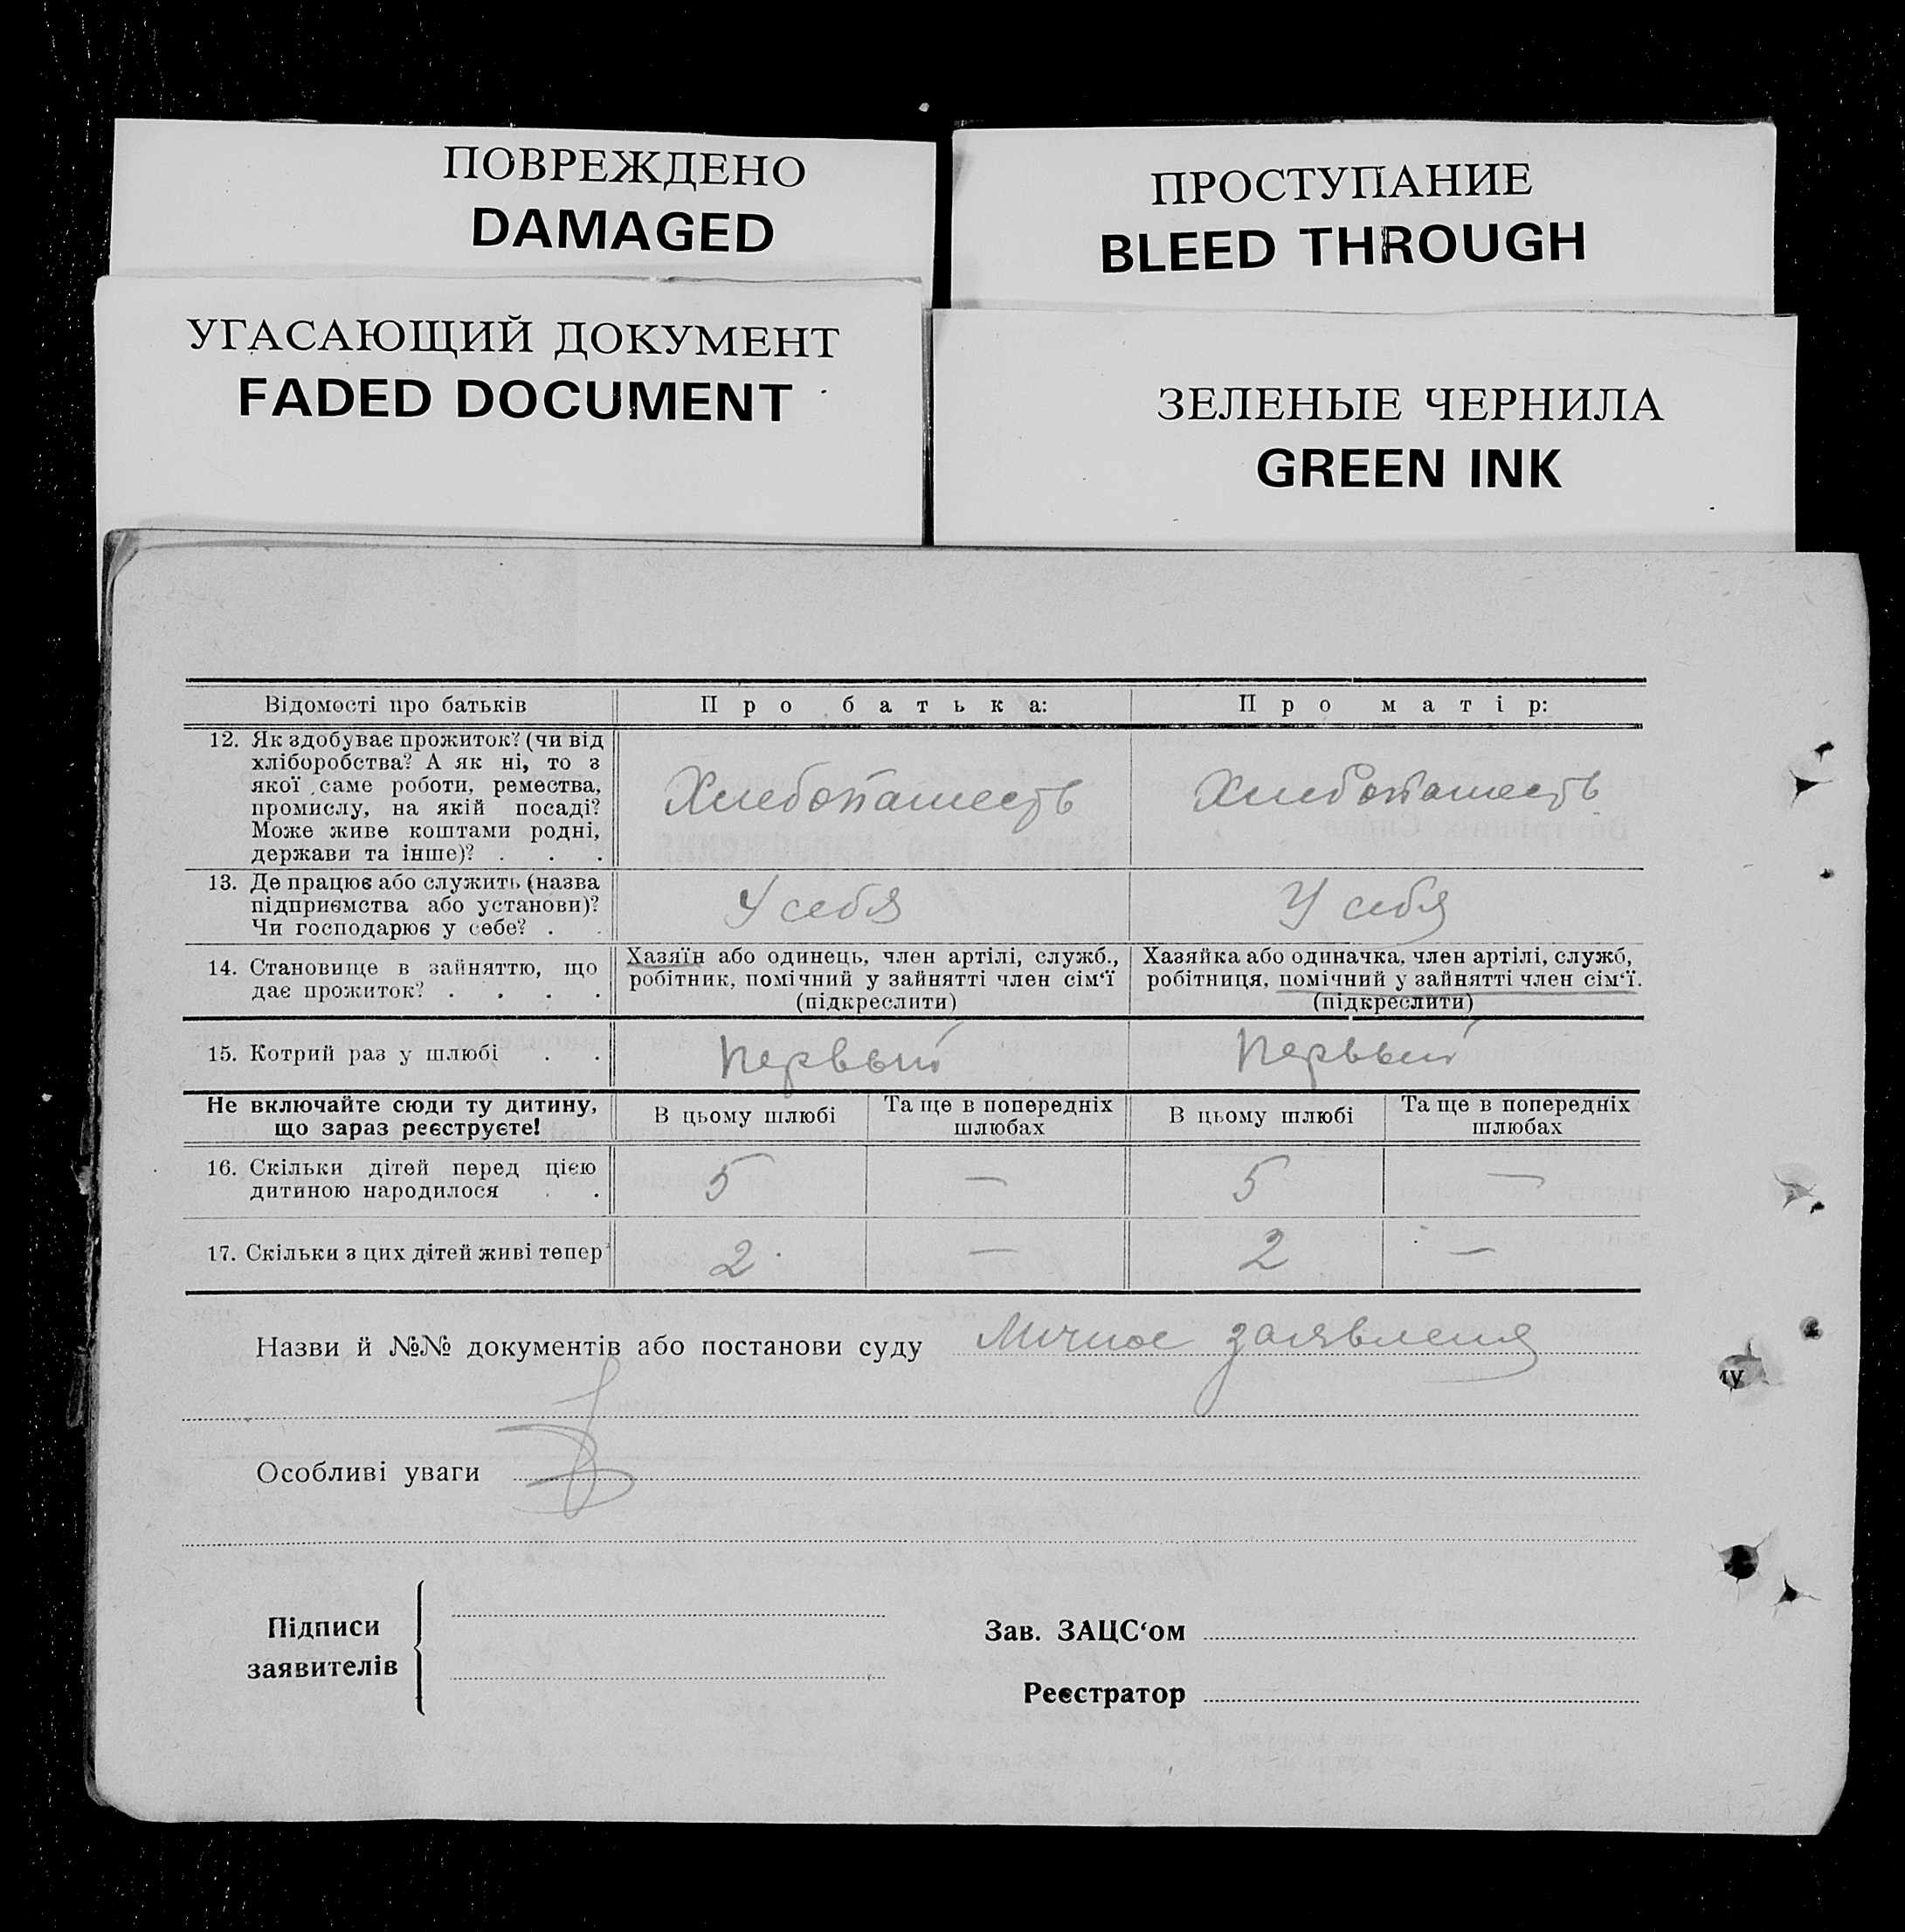 ПОВРЕЖДЕНО
DAMAGED
ПРОСТУПАНИЕ
BLEED THROUGH
УГАСАЮЩИЙ ДОКУМЕНТ
FADED DOCUMENT
ЗЕЛЕНЫЕ ЧЕРНИЛА
GREEN INK
Відомості про батьків
Про батька:
Про матір:
12. Як здобуває прожиток? (чи від
хліборобства? А як ні, то з
якої саме роботи, ремества,
промислу, на якій посаді?
Може живе коштами родні,
держави та інше)? . . .
Хлебопашеств
Хлебопашеств
13. Де працює або служить (назва
підприємства або установи)?
Чи господарює у себе? . .
У себя
У себя
14. Становище в зайняттю, що
дає прожиток? . . . .
Хазяїн або одинець, член артілі, служб.,
робітник, помічний у зайнятті член сім‘ї
(підкреслити)
Хазяйка або одиначка, член артілі, служб,
робітниця, помічний у зайнятті член сім‘ї.
(підкреслити)
15. Котрий раз у шлюбі . .
первый
первый
Не включайте сюди ту дитину,
що зараз реєструєте!
В цьому шлюбі
Та ще в попередніх
шлюбах
В цьому шлюбі
Та ще в попередніх
шлюбах
16. Скільки дітей перед цією
дитиною народилося . .
5
—
5
—
17. Скільки з цих дітей живі тепер
2
—
2
—
Назви й №№ документів або постанови суду Личное заявленя
Особливі уваги
Підписи
заявителів
Зав. ЗАЦС‘ом
Реєстратор